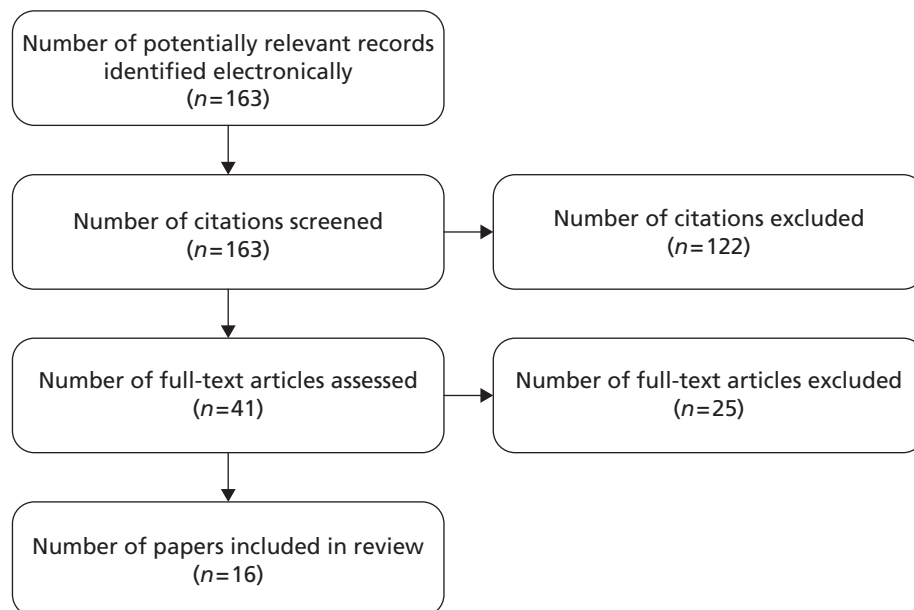 Number of potentially relevant records
identified electronically
(n=163)
Number of citations screened
(n=163)
Number of citations excluded
(n=122)
Number of full-text articles assessed
(n=41)
Number of full-text articles excluded
(n=25)
Number of papers included in review
(n=16)